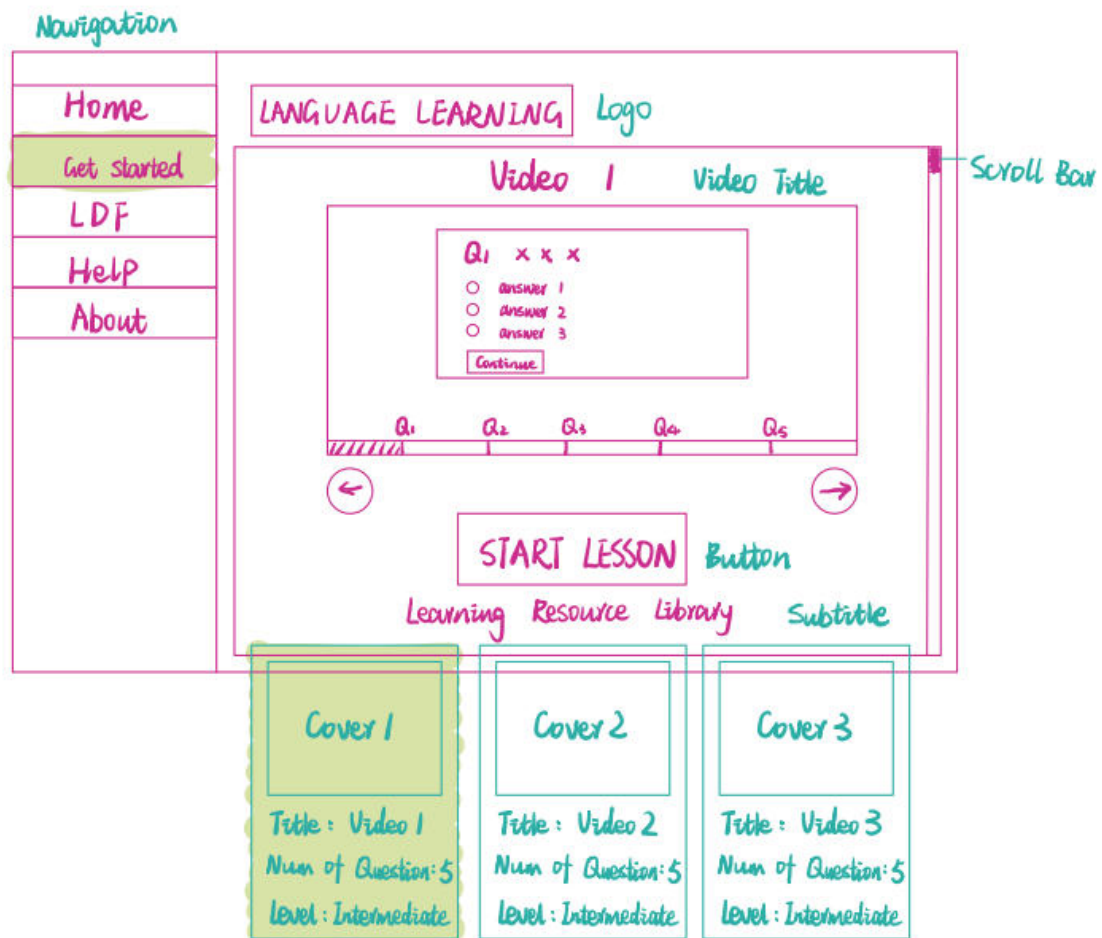 Navigation
Home
Get started
LDF
Help
About
LANGUAGE LEARNING Logo
Scroll Bar
Video 1 Video Title
Q1 x x x
answer 1
answer 2
answer 3
Continue
Q1 Q2 Q3 Q4 Q5
START LESSON Button
Learning Resource Library Subtitle
Cover 1
Title: Video 1
Num of Question: 5
Level: Intermediate
Cover 2
Title: Video 2
Num of Question: 5
Level: Intermediate
Cover 3
Title: Video 3
Num of Question: 5
Level: Intermediate